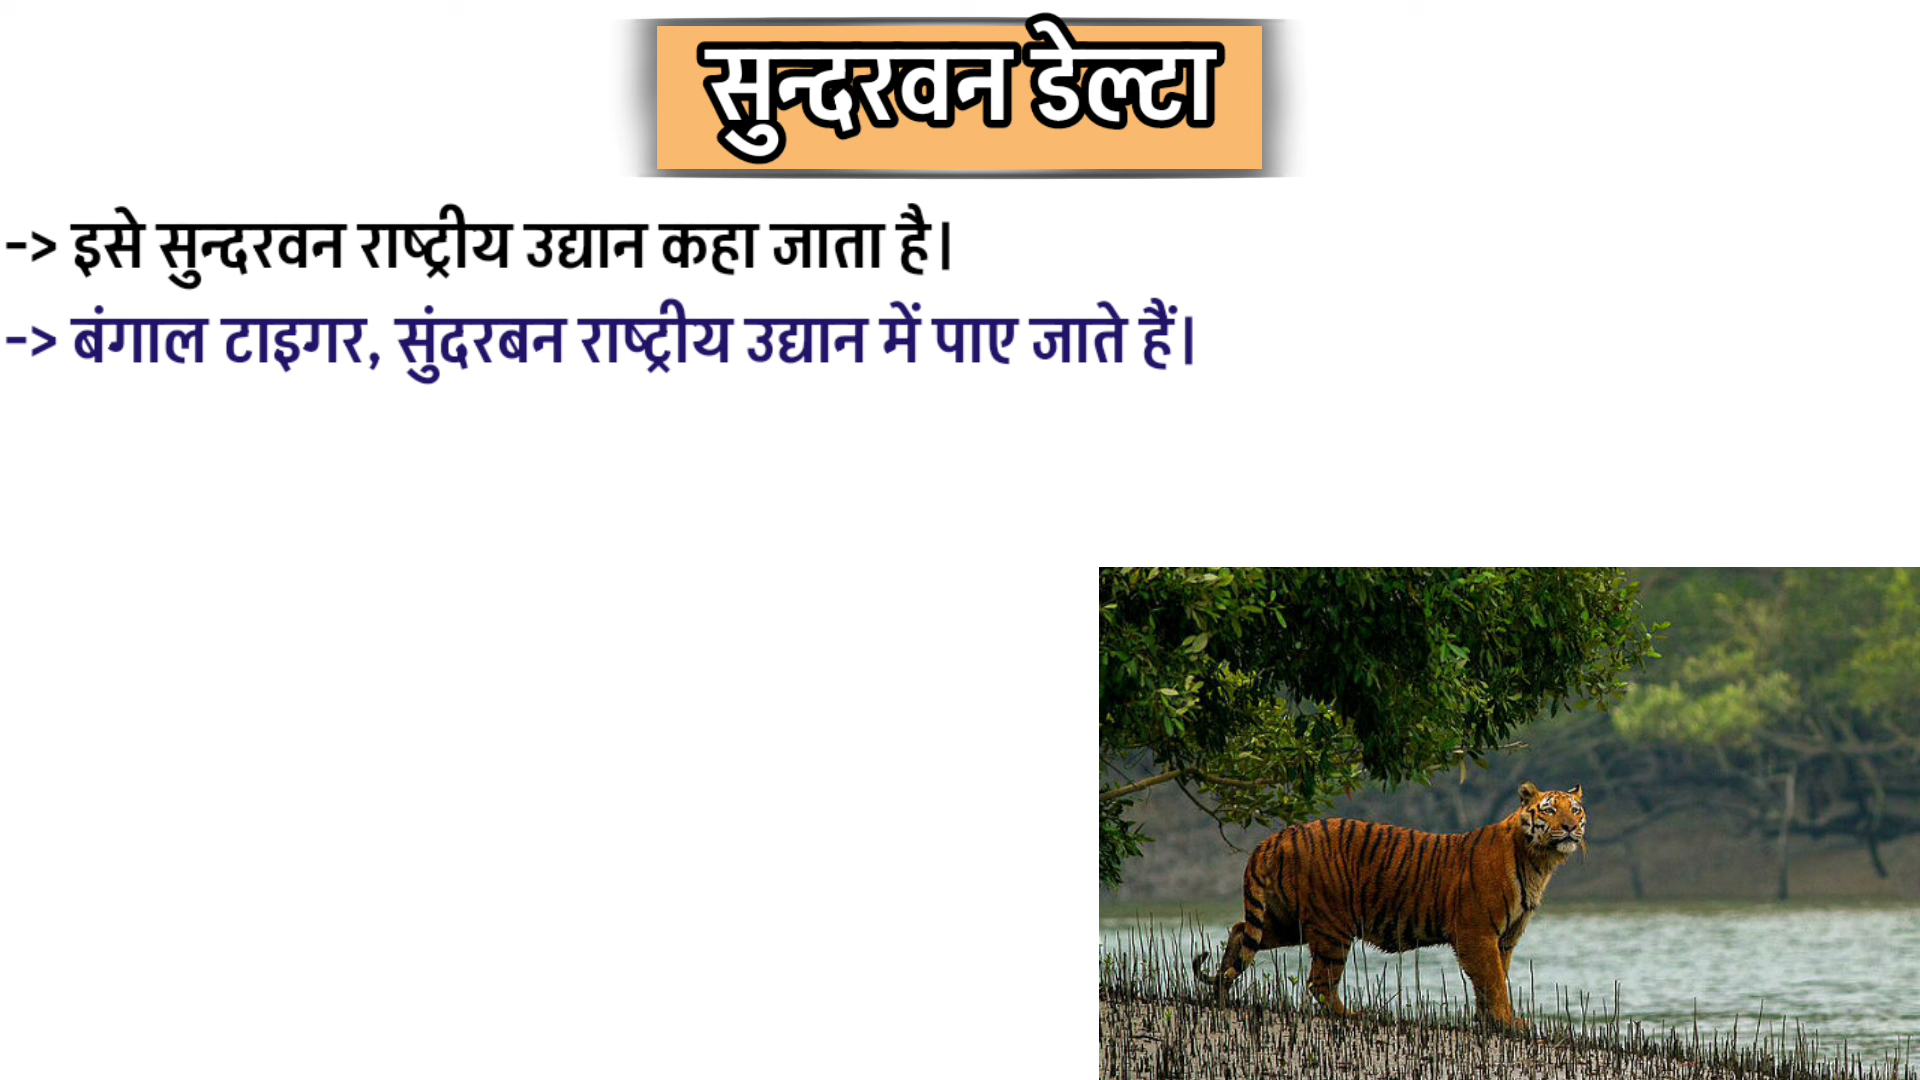 सुन्दरवन डेल्टा
-> इसे सुन्दरवन राष्ट्रीय उद्यान कहा जाता है।
-> बंगाल टाइगर, सुंदरबन राष्ट्रीय उद्यान में पाए जाते हैं।